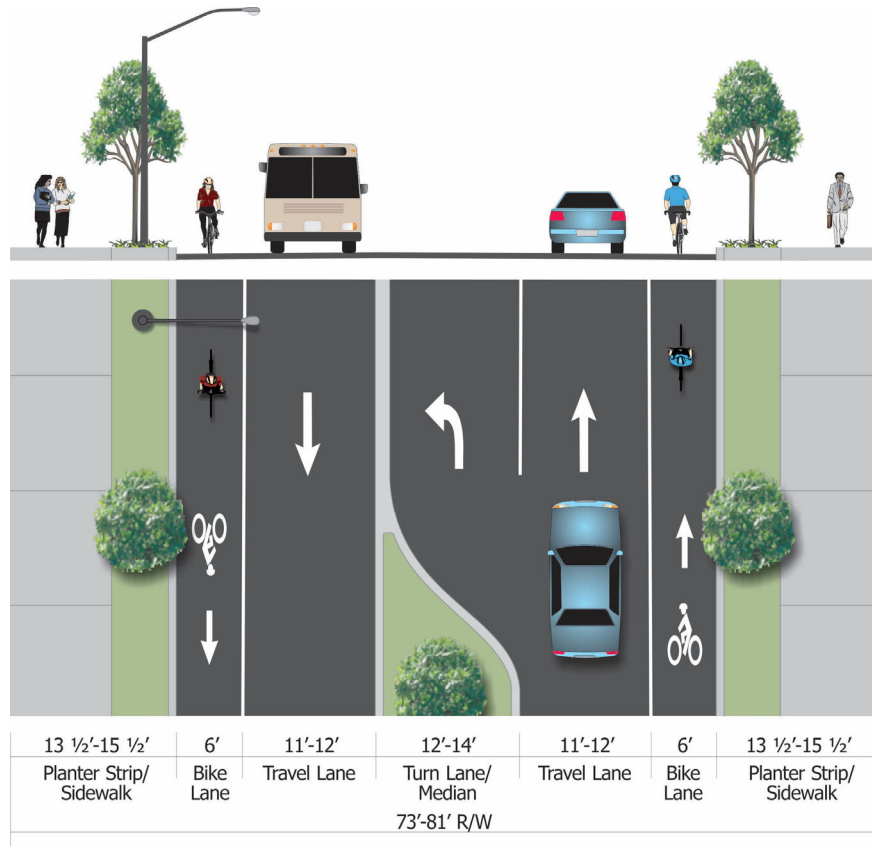 13 ½’-15 ½’ 6’ 11’-12’ 12’-14’ 11’-12’ 6’ 13 ½’-15 ½’
Planter Strip/ Bike Travel Lane Turn Lane/ Travel Lane Bike Planter Strip/
Sidewalk Lane Median Lane Sidewalk
73’-81’ R/W